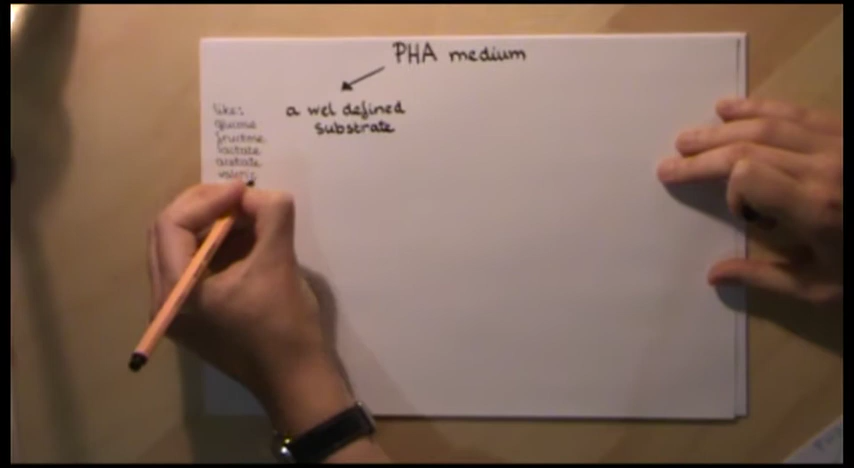 PHA medium
a wel defined
substrate
like:
glucose
fructose
lactate
acetate